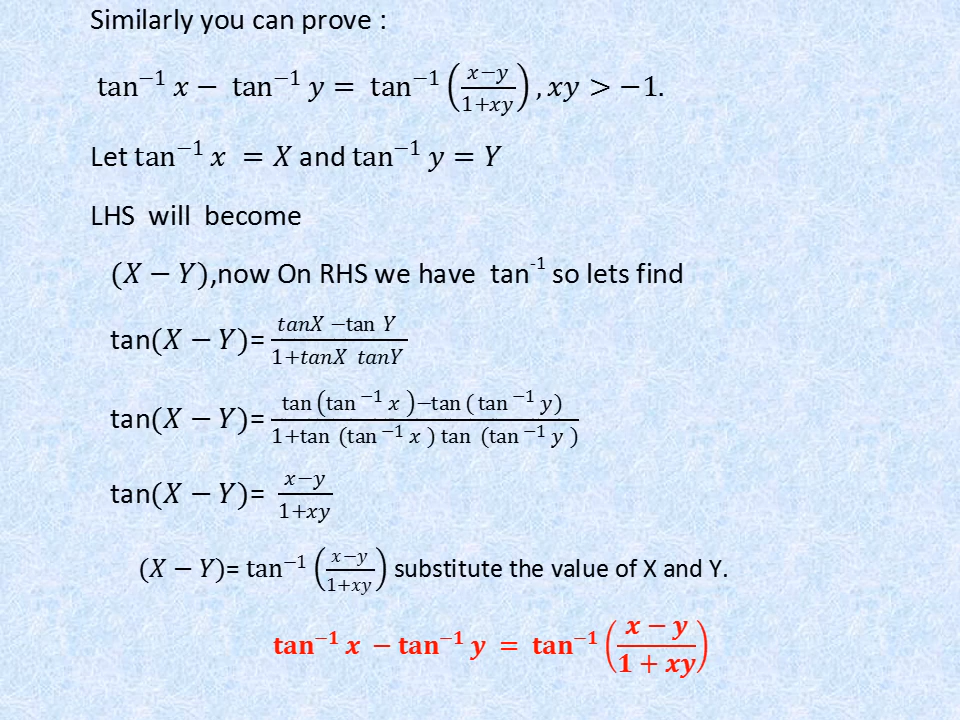 Similarly you can prove :
tan⁻¹ x − tan⁻¹ y = tan⁻¹ ((x−y)/(1+xy)) , xy > −1.
Let tan⁻¹ x = X and tan⁻¹ y = Y
LHS will become
(X − Y),now On RHS we have tan⁻¹ so lets find
tan(X − Y)= (tanX −tan Y)/(1+tanX tanY)
tan(X − Y)= (tan (tan⁻¹ x )−tan ( tan⁻¹ y))/(1+tan (tan⁻¹ x ) tan (tan⁻¹ y ))
tan(X − Y)= (x−y)/(1+xy)
(X − Y)= tan⁻¹ ((x−y)/(1+xy)) substitute the value of X and Y.
tan⁻¹ x − tan⁻¹ y = tan⁻¹ ((x − y)/(1 + xy))